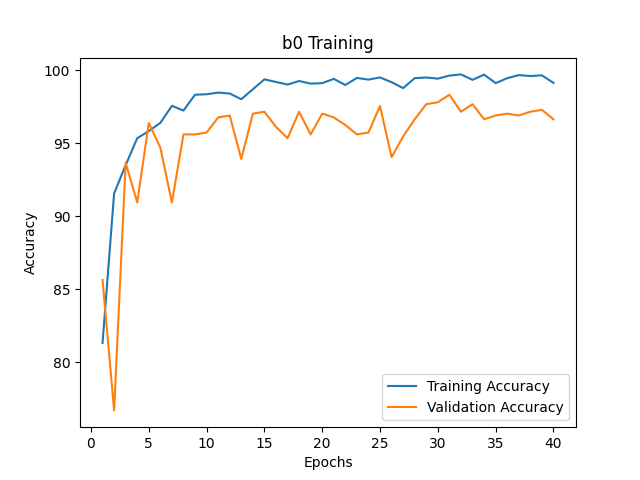 b0 Training
100
95
90
85
80
Accuracy
0 5 10 15 20 25 30 35 40
Epochs
Training Accuracy
Validation Accuracy